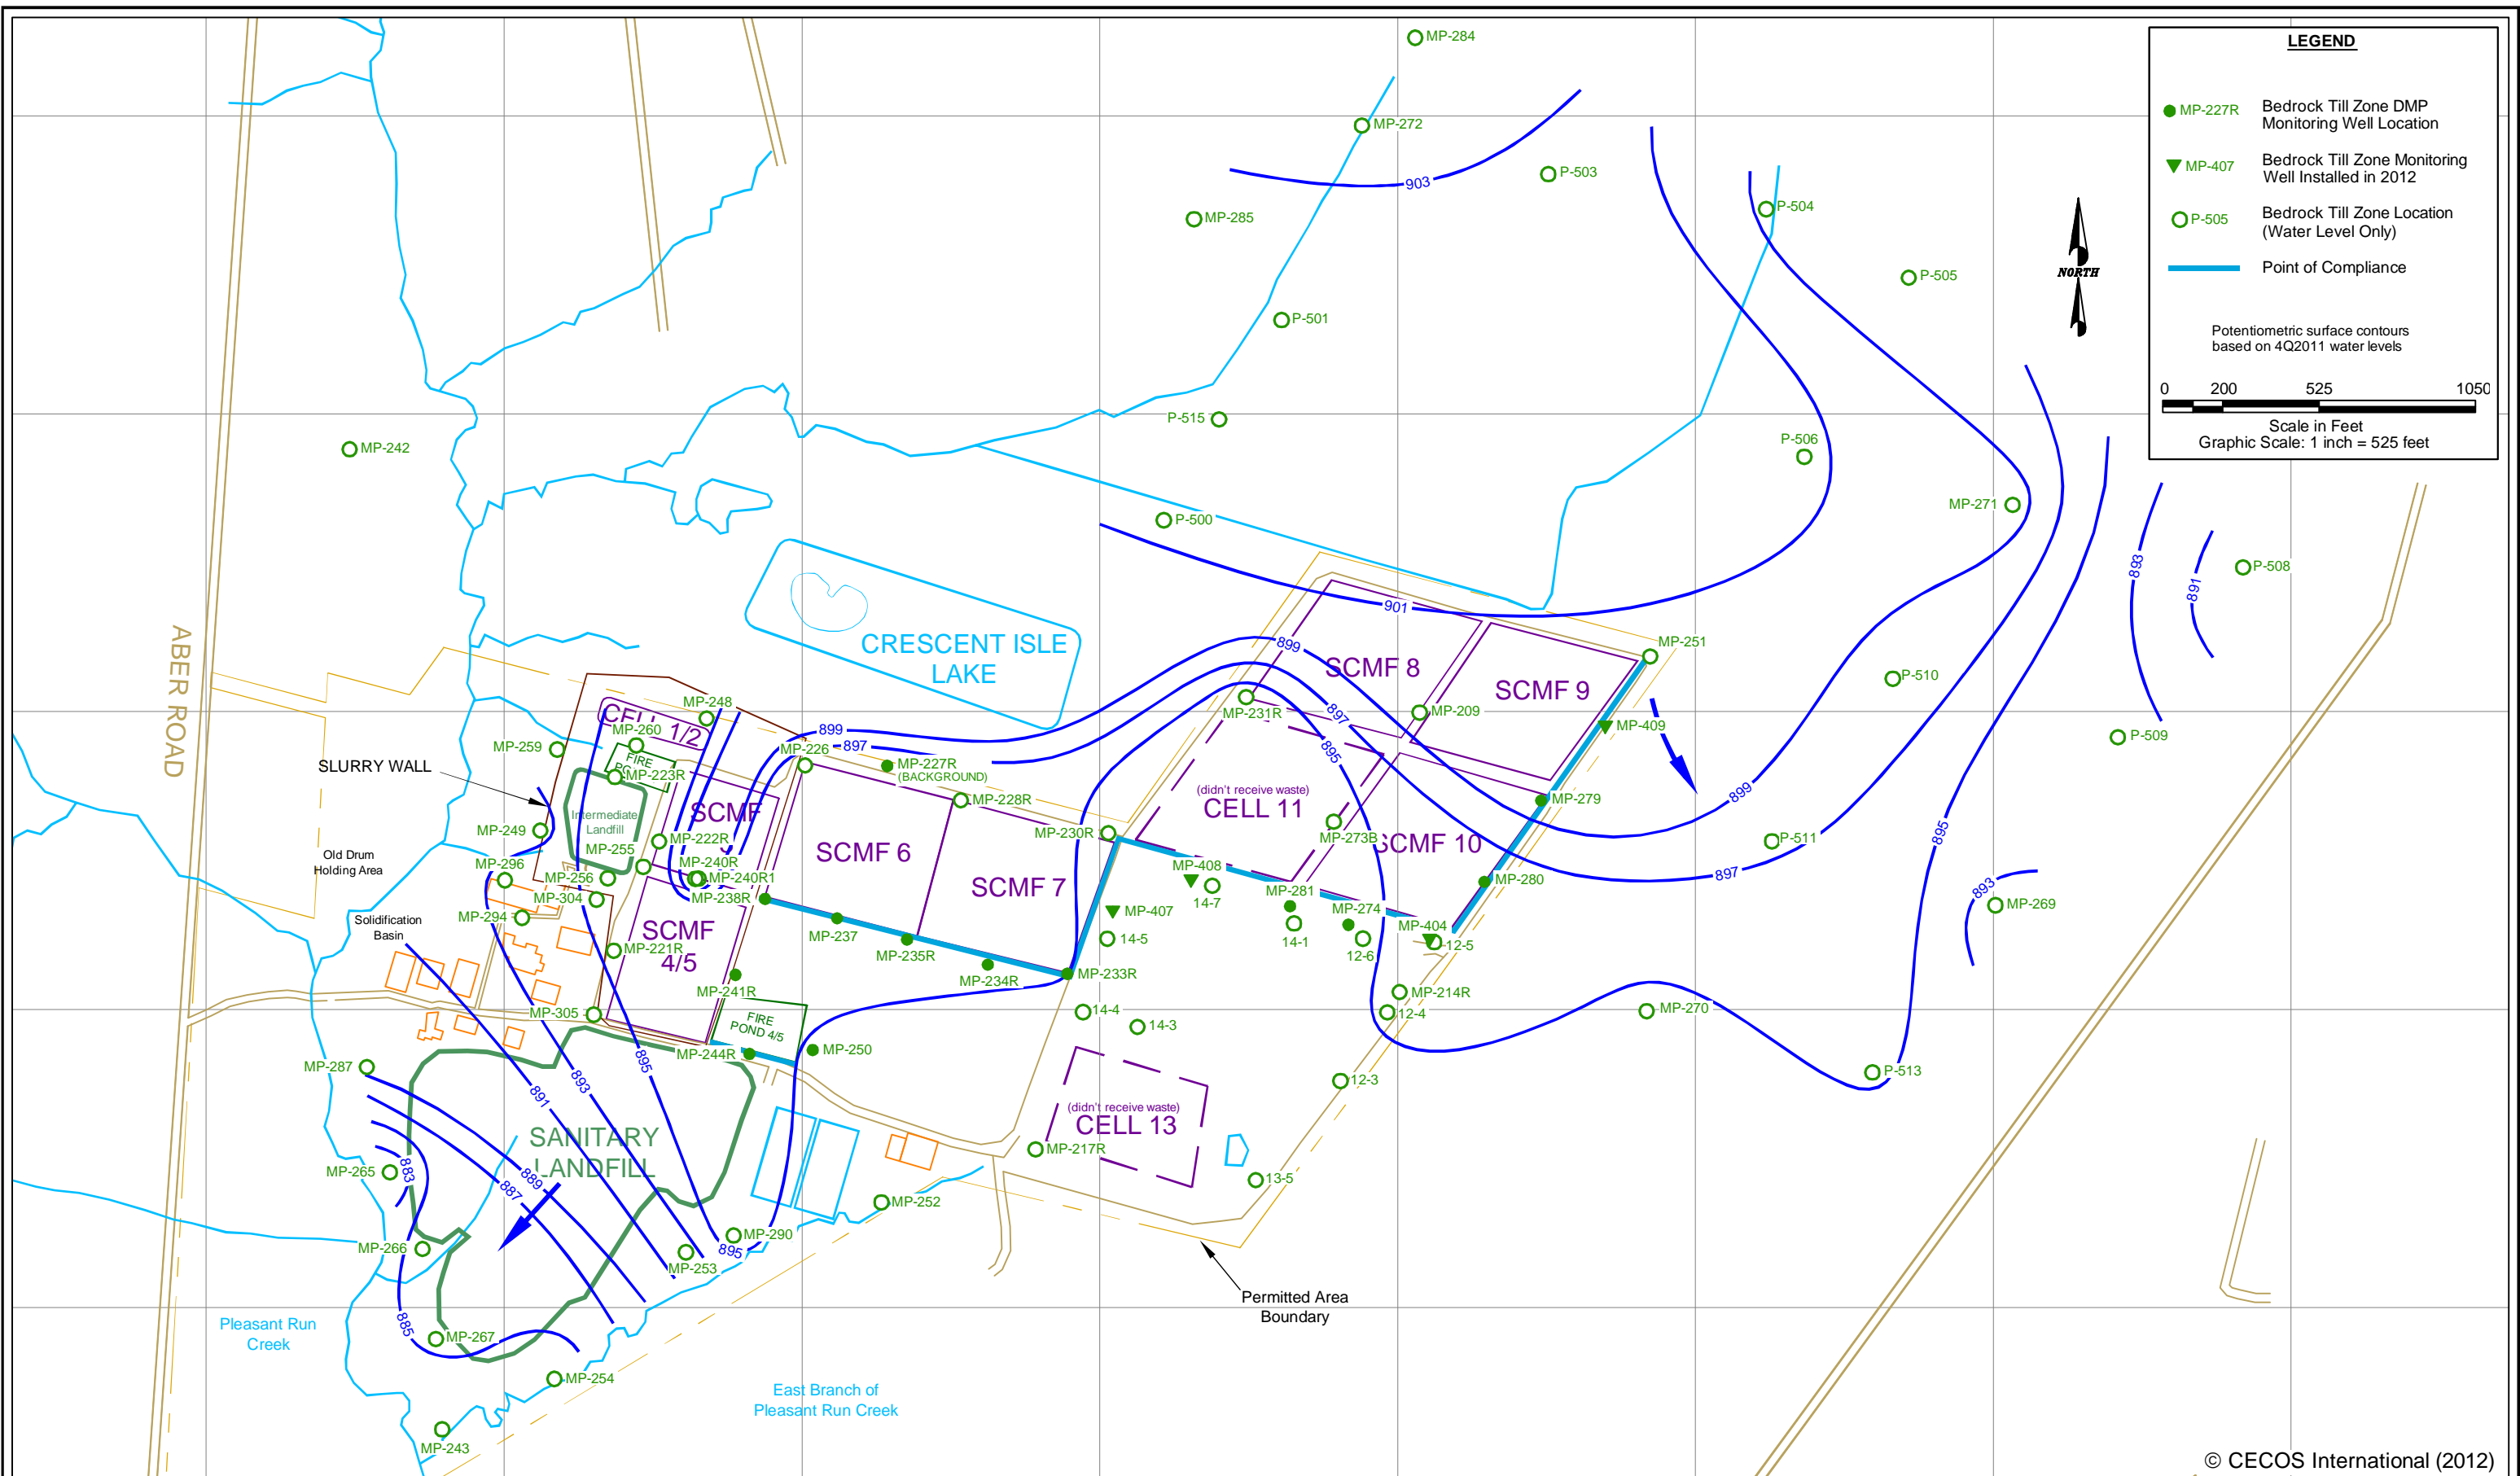 MP-284
LEGEND
MP-227R
Bedrock Till Zone DMP
Monitoring Well Location
MP-407
Bedrock Till Zone Monitoring
Well Installed in 2012
P-505
Bedrock Till Zone Location
(Water Level Only)
Point of Compliance
Potentiometric surface contours
based on 4Q2011 water levels
0 200 525 1050
Scale in Feet
Graphic Scale: 1 inch = 525 feet
NORTH
MP-272
903
P-503
MP-285
P-504
P-505
P-501
P-515
MP-242
P-506
MP-271
P-500
P-508
893
891
901
ABER ROAD
CRESCENT ISLE
LAKE
899
MP-251
SCMF 8
SCMF 9
P-510
MP-248
CELL 1/2
MP-231R
MP-209
897
MP-409
P-509
MP-260
899
MP-259
MP-226
897
895
SLURRY WALL
FIRE
MP-227R
(BACKGROUND)
MP-223R
899
(didn't receive waste)
CELL 11
MP-279
MP-228R
SCMF
Intermediate
Landfill
MP-249
MP-222R
MP-230R
MP-273B
SCMF 10
P-511
895
MP-255
SCMF 6
Old Drum
Holding Area
MP-296
MP-240R
MP-408
897
MP-256
MP-240R1
SCMF 7
MP-281
MP-280
893
MP-304
MP-238R
14-7
MP-269
MP-294
MP-407
MP-274
MP-404
Solidification
Basin
SCMF
4/5
MP-237
14-5
14-1
12-5
MP-221R
MP-235R
12-6
MP-234R
MP-233R
MP-241R
MP-214R
MP-305
FIRE
POND 4/5
14-4
14-3
12-4
MP-270
MP-244R
MP-250
895
MP-287
893
891
12-3
P-513
(didn't receive waste)
CELL 13
SANITARY
LANDFILL
MP-217R
MP-265
883
889
887
13-5
MP-252
MP-290
MP-266
895
MP-253
Permitted Area
Boundary
Pleasant Run
Creek
885
MP-267
MP-254
East Branch of
Pleasant Run Creek
MP-243
© CECOS International (2012)